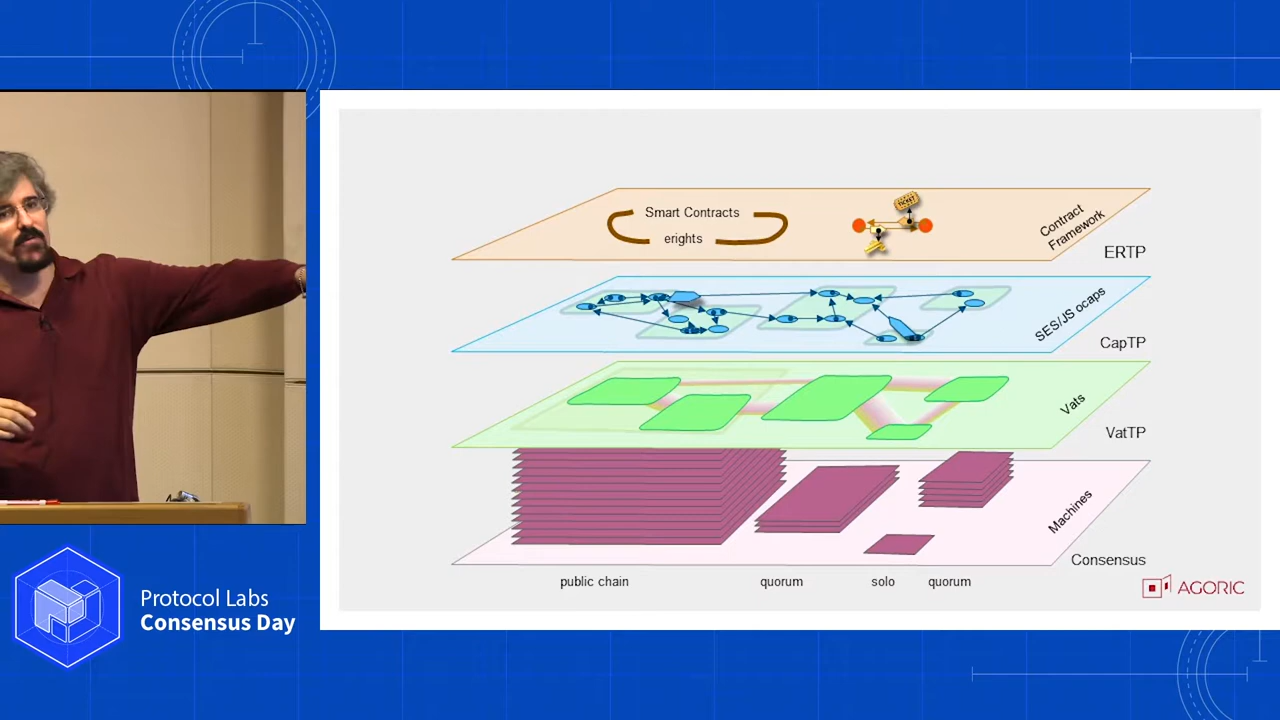 Smart Contracts
erights
Contract
Framework
ERTP
SES/JS ocaps
CapTP
Vats
VatTP
Machines
Consensus
public chain
quorum
solo
quorum
AGORIC
Protocol Labs
Consensus Day